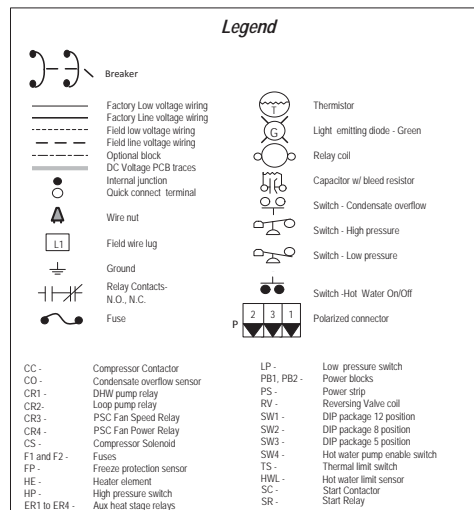 Legend
Breaker
Factory Low voltage wiring
Factory Line voltage wiring
Field low voltage wiring
Field line voltage wiring
Optional block
DC Voltage PCB traces
Internal junction
Quick connect terminal
Wire nut
L1 Field wire lug
Ground
Relay Contacts-
N.O., N.C.
Fuse
T Thermistor
G Light emitting diode - Green
Relay coil
Capacitor w/ bleed resistor
Switch - Condensate overflow
Switch - High pressure
Switch - Low pressure
Switch -Hot Water On/Off
P 2 3 1 Polarized connector
CC - Compressor Contactor
CO - Condensate overflow sensor
CR1 - DHW pump relay
CR2- Loop pump relay
CR3 - PSC Fan Speed Relay
CR4 - PSC Fan Power Relay
CS - Compressor Solenoid
F1 and F2 - Fuses
FP - Freeze protection sensor
HE - Heater element
HP - High pressure switch
ER1 to ER4 - Aux heat stage relays
LP - Low pressure switch
PB1, PB2 - Power blocks
PS - Power strip
RV - Reversing Valve coil
SW1 - DIP package 12 position
SW2 - DIP package 8 position
SW3 - DIP package 5 position
SW4 - Hot water pump enable switch
TS - Thermal limit switch
HWL - Hot water limit sensor
SC - Start Contactor
SR - Start Relay